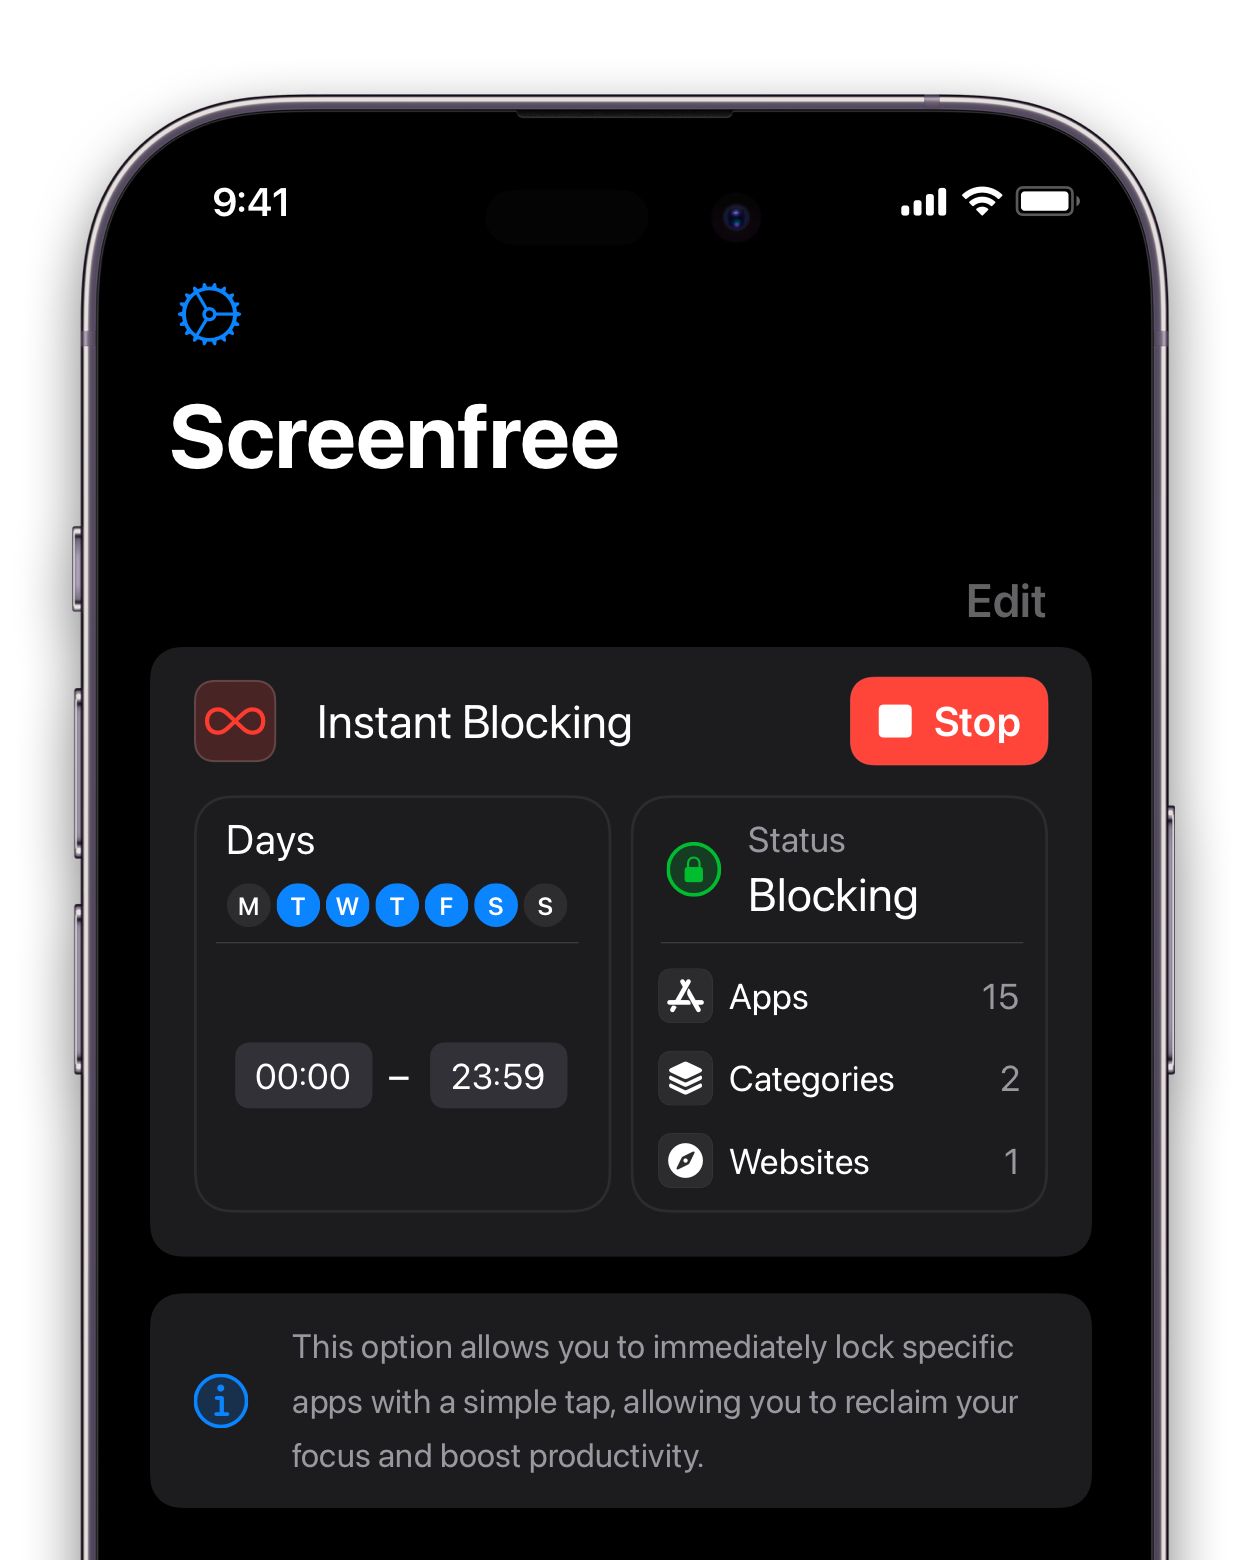 9:41
Screenfree
Edit
Instant Blocking
Stop
Days
M T W T F S S
00:00 – 23:59
Status
Blocking
Apps 15
Categories 2
Websites 1
This option allows you to immediately lock specific
apps with a simple tap, allowing you to reclaim your
focus and boost productivity.